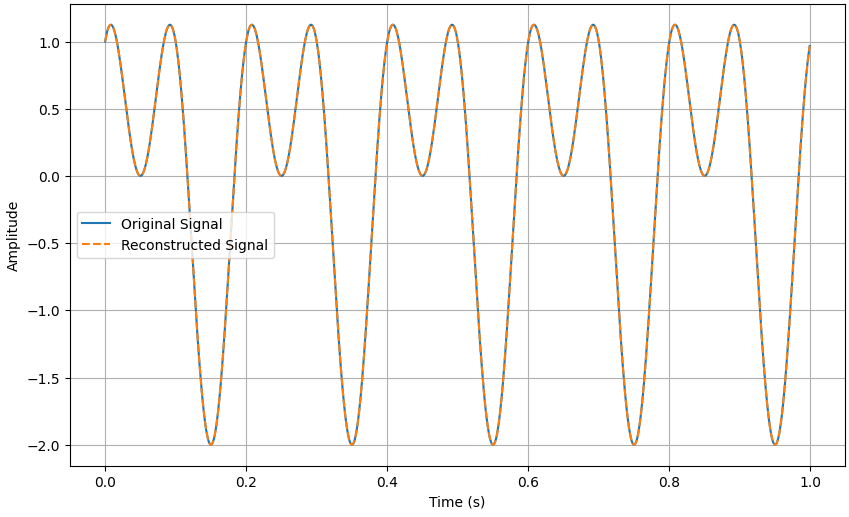 1.0
0.5
0.0
−0.5
−1.0
−1.5
−2.0
Amplitude
Original Signal
Reconstructed Signal
0.0 0.2 0.4 0.6 0.8 1.0
Time (s)